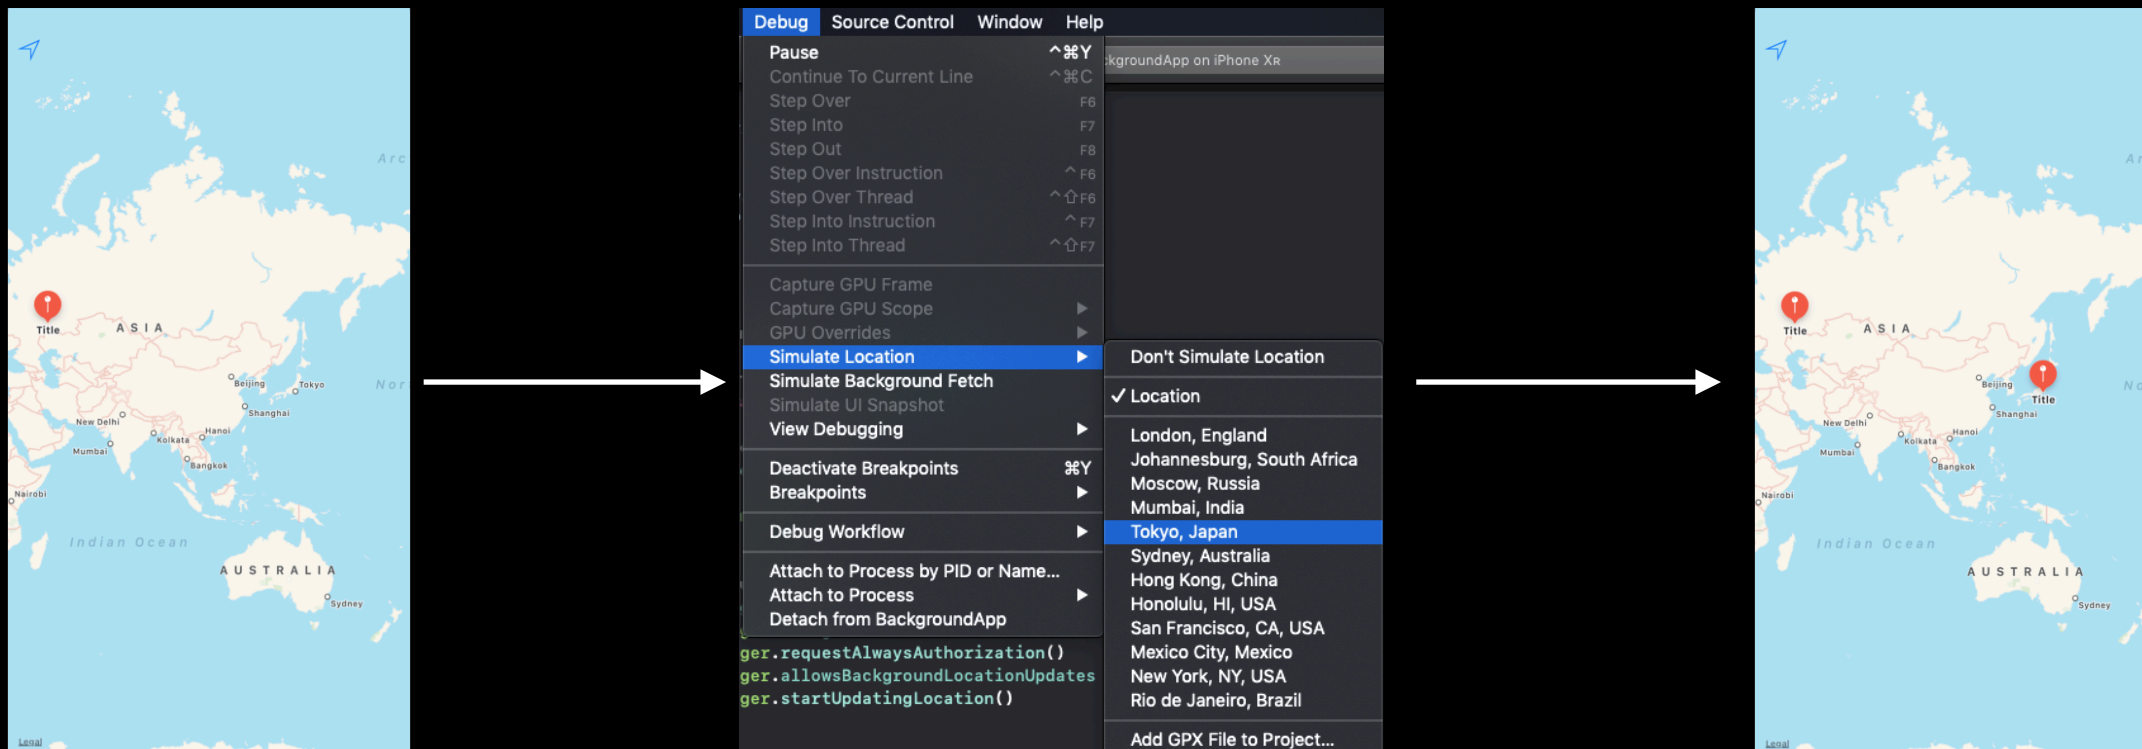 Arc
Title
ASIA
Beijing
Tokyo
Nor
Shanghai
New Delhi
Hanoi
Kolkata
Mumbai
Bangkok
Nairobi
Indian Ocean
AUSTRALIA
Sydney
Legal
Debug Source Control Window Help
ckgroundApp on iPhone XR
Pause ^⌘Y
Continue To Current Line ^⌘C
Step Over F6
Step Into F7
Step Out F8
Step Over Instruction ^F6
Step Over Thread ^⇧F6
Step Into Instruction ^F7
Step Into Thread ^⇧F7
Capture GPU Frame
Capture GPU Scope
GPU Overrides
Simulate Location
Simulate Background Fetch
Simulate UI Snapshot
View Debugging
Deactivate Breakpoints ⌘Y
Breakpoints
Debug Workflow
Attach to Process by PID or Name...
Attach to Process
Detach from BackgroundApp
ger.requestAlwaysAuthorization()
ger.allowsBackgroundLocationUpdates
ger.startUpdatingLocation()
Don't Simulate Location
✓ Location
London, England
Johannesburg, South Africa
Moscow, Russia
Mumbai, India
Tokyo, Japan
Sydney, Australia
Hong Kong, China
Honolulu, HI, USA
San Francisco, CA, USA
Mexico City, Mexico
New York, NY, USA
Rio de Janeiro, Brazil
Add GPX File to Project...
Ar
Title
ASIA
Beijing
Title
No
Shanghai
New Delhi
Hanoi
Kolkata
Mumbai
Bangkok
Nairobi
Indian Ocean
AUSTRALIA
Sydney
Legal